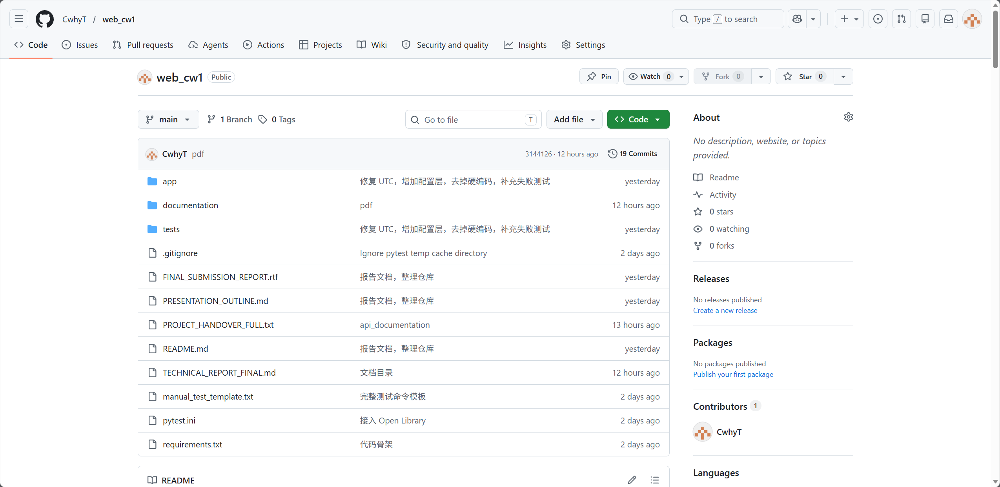 CwhyT / web_cw1
Type / to search
Code Issues Pull requests Agents Actions Projects Wiki Security and quality Insights Settings
web_cw1 Public
Pin Watch 0 Fork 0 Star 0
main 1 Branch 0 Tags Go to file T Add file Code
CwhyT pdf 3144126 · 12 hours ago 19 Commits
app 修复 UTC，增加配置层，去掉硬编码，补充失败测试 yesterday
documentation pdf 12 hours ago
tests 修复 UTC，增加配置层，去掉硬编码，补充失败测试 yesterday
.gitignore Ignore pytest temp cache directory 2 days ago
FINAL_SUBMISSION_REPORT.rtf 报告文档，整理仓库 yesterday
PRESENTATION_OUTLINE.md 报告文档，整理仓库 yesterday
PROJECT_HANDOVER_FULL.txt api_documentation 13 hours ago
README.md 报告文档，整理仓库 yesterday
TECHNICAL_REPORT_FINAL.md 文档目录 12 hours ago
manual_test_template.txt 完整测试命令模板 2 days ago
pytest.ini 接入 Open Library 2 days ago
requirements.txt 代码骨架 2 days ago
README
About
No description, website, or topics
provided.
Readme
Activity
0 stars
0 watching
0 forks
Releases
No releases published
Create a new release
Packages
No packages published
Publish your first package
Contributors 1
CwhyT
Languages